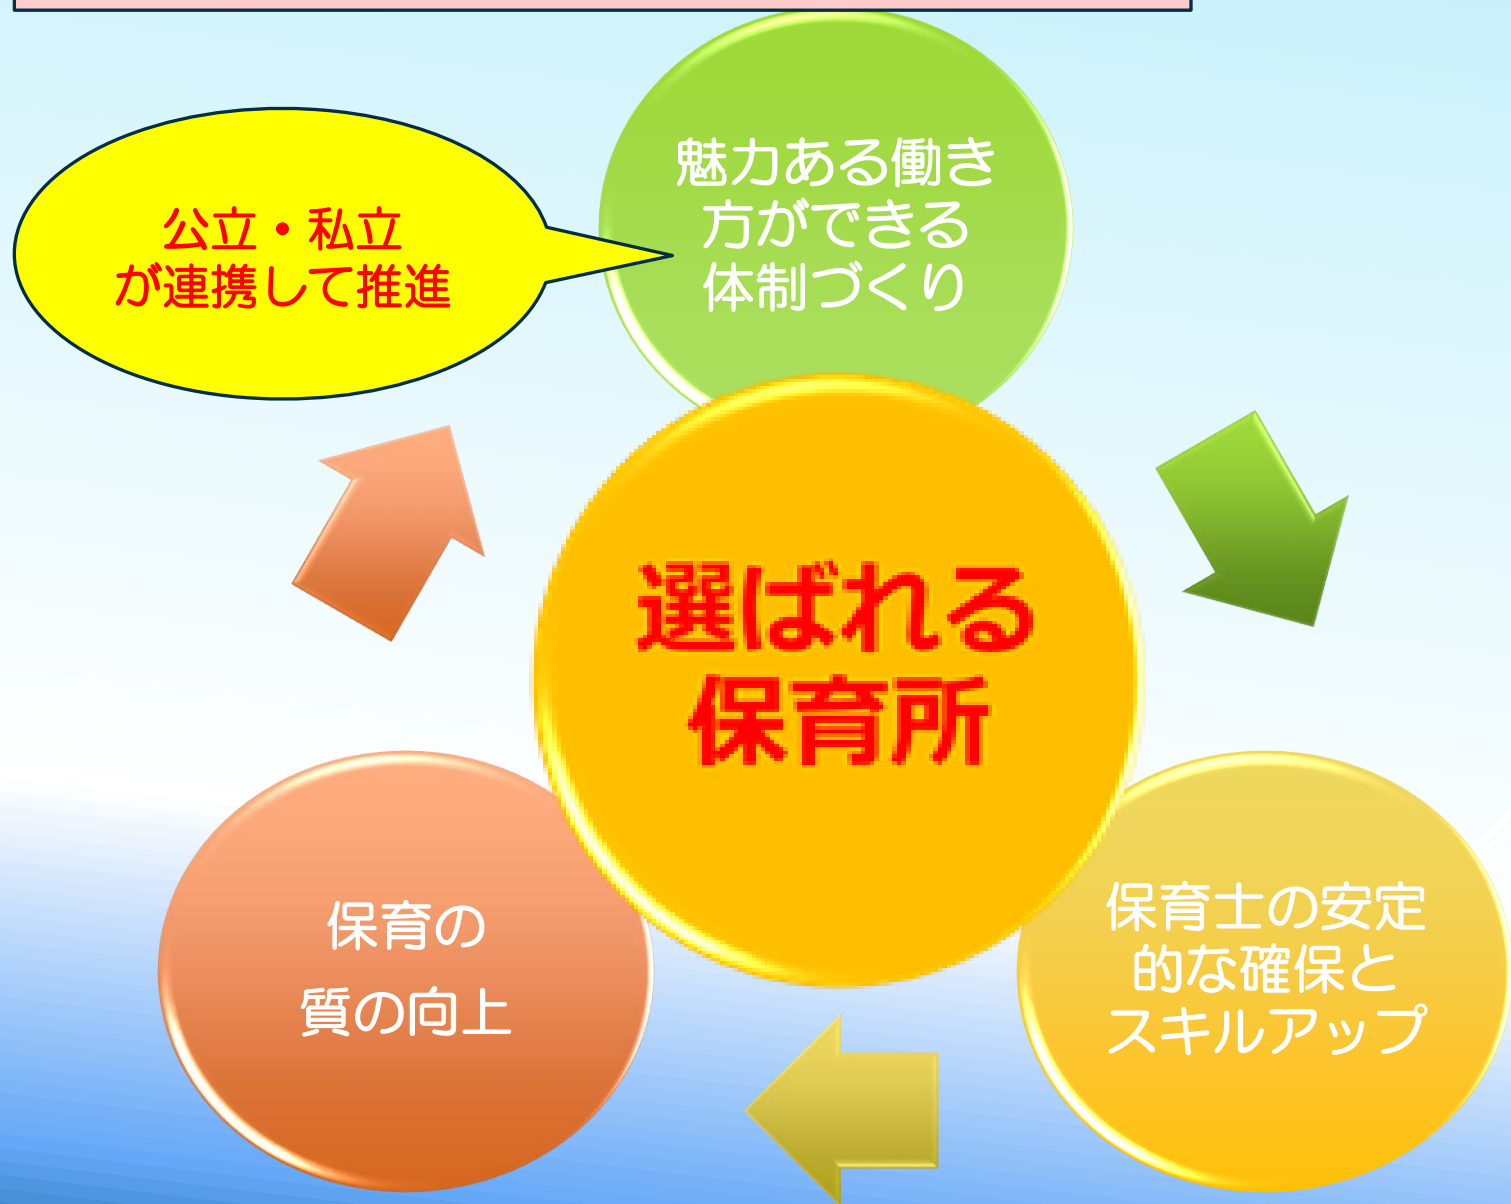 魅力ある働き
方ができる
体制づくり
公立・私立
が連携して推進
選ばれる
保育所
保育士の安定
的な確保と
スキルアップ
保育の
質の向上